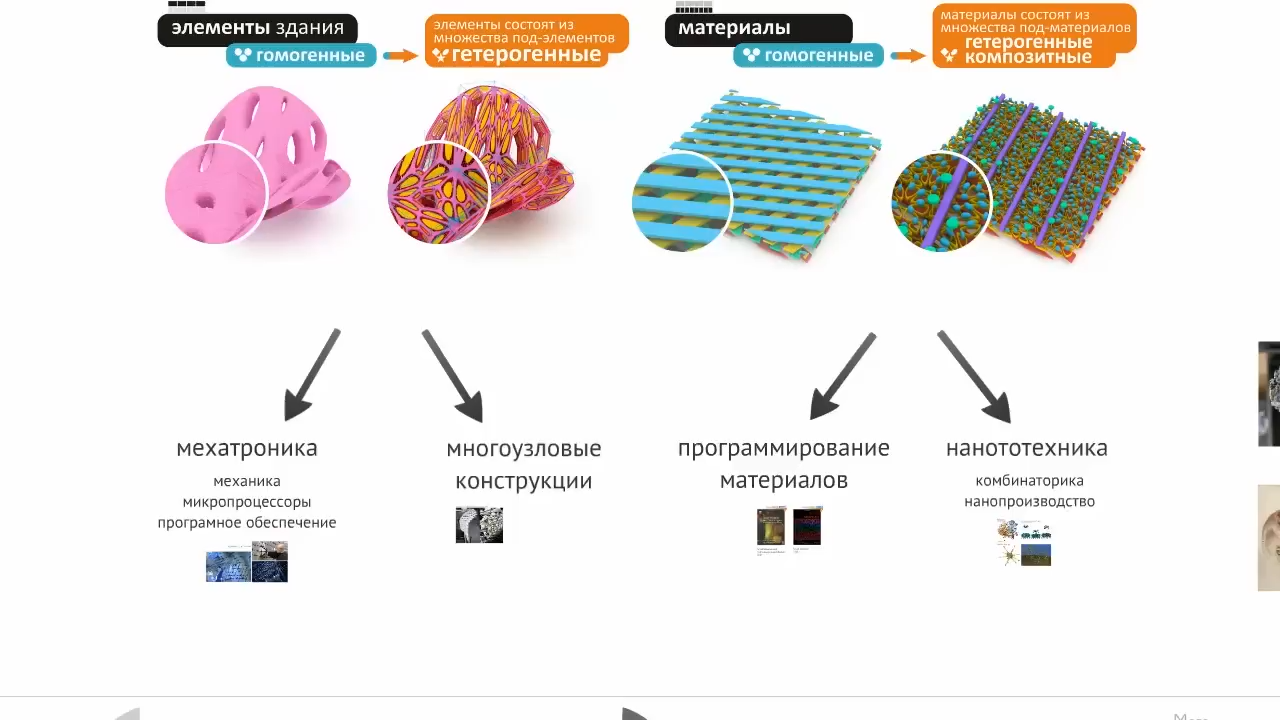 элементы здания
гомогенные
элементы состоят из
множества под-элементов
гетерогенные
материалы
гомогенные
материалы состоят из
множества под-материалов
гетерогенные
композитные
мехатроника
механика
микропроцессоры
програмное обеспечение
многоузловые
конструкции
программирование
материалов
нанототехника
комбинаторика
нанопроизводство